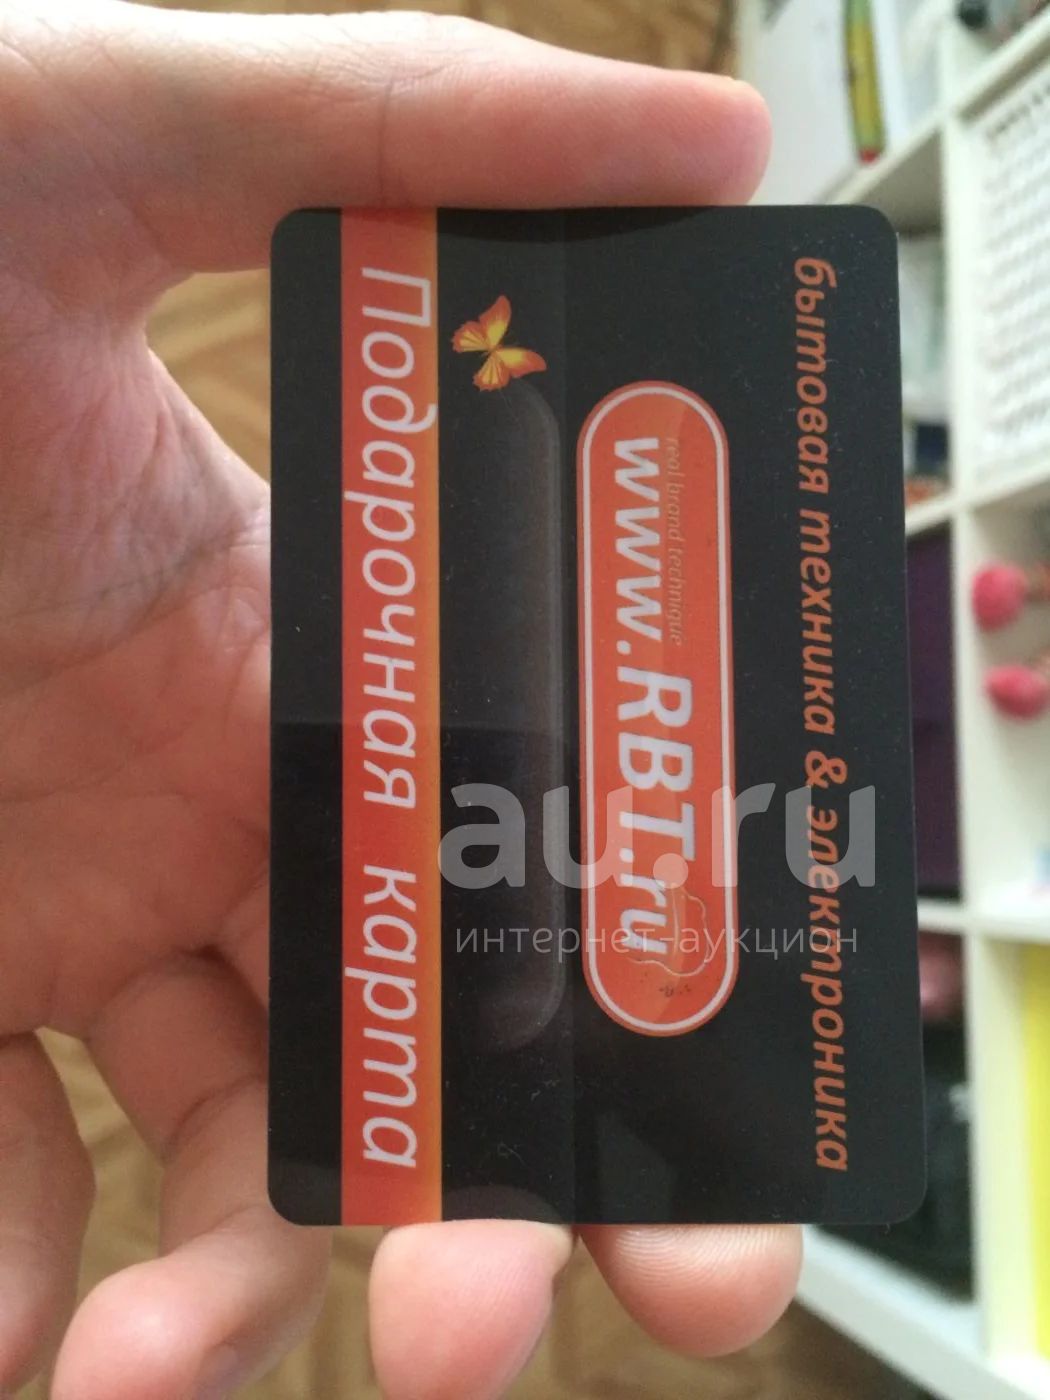 бытовая техника & электроника
real brand technique
www.RBT.ru
Подарочная карта
au.ru
интернет-аукцион